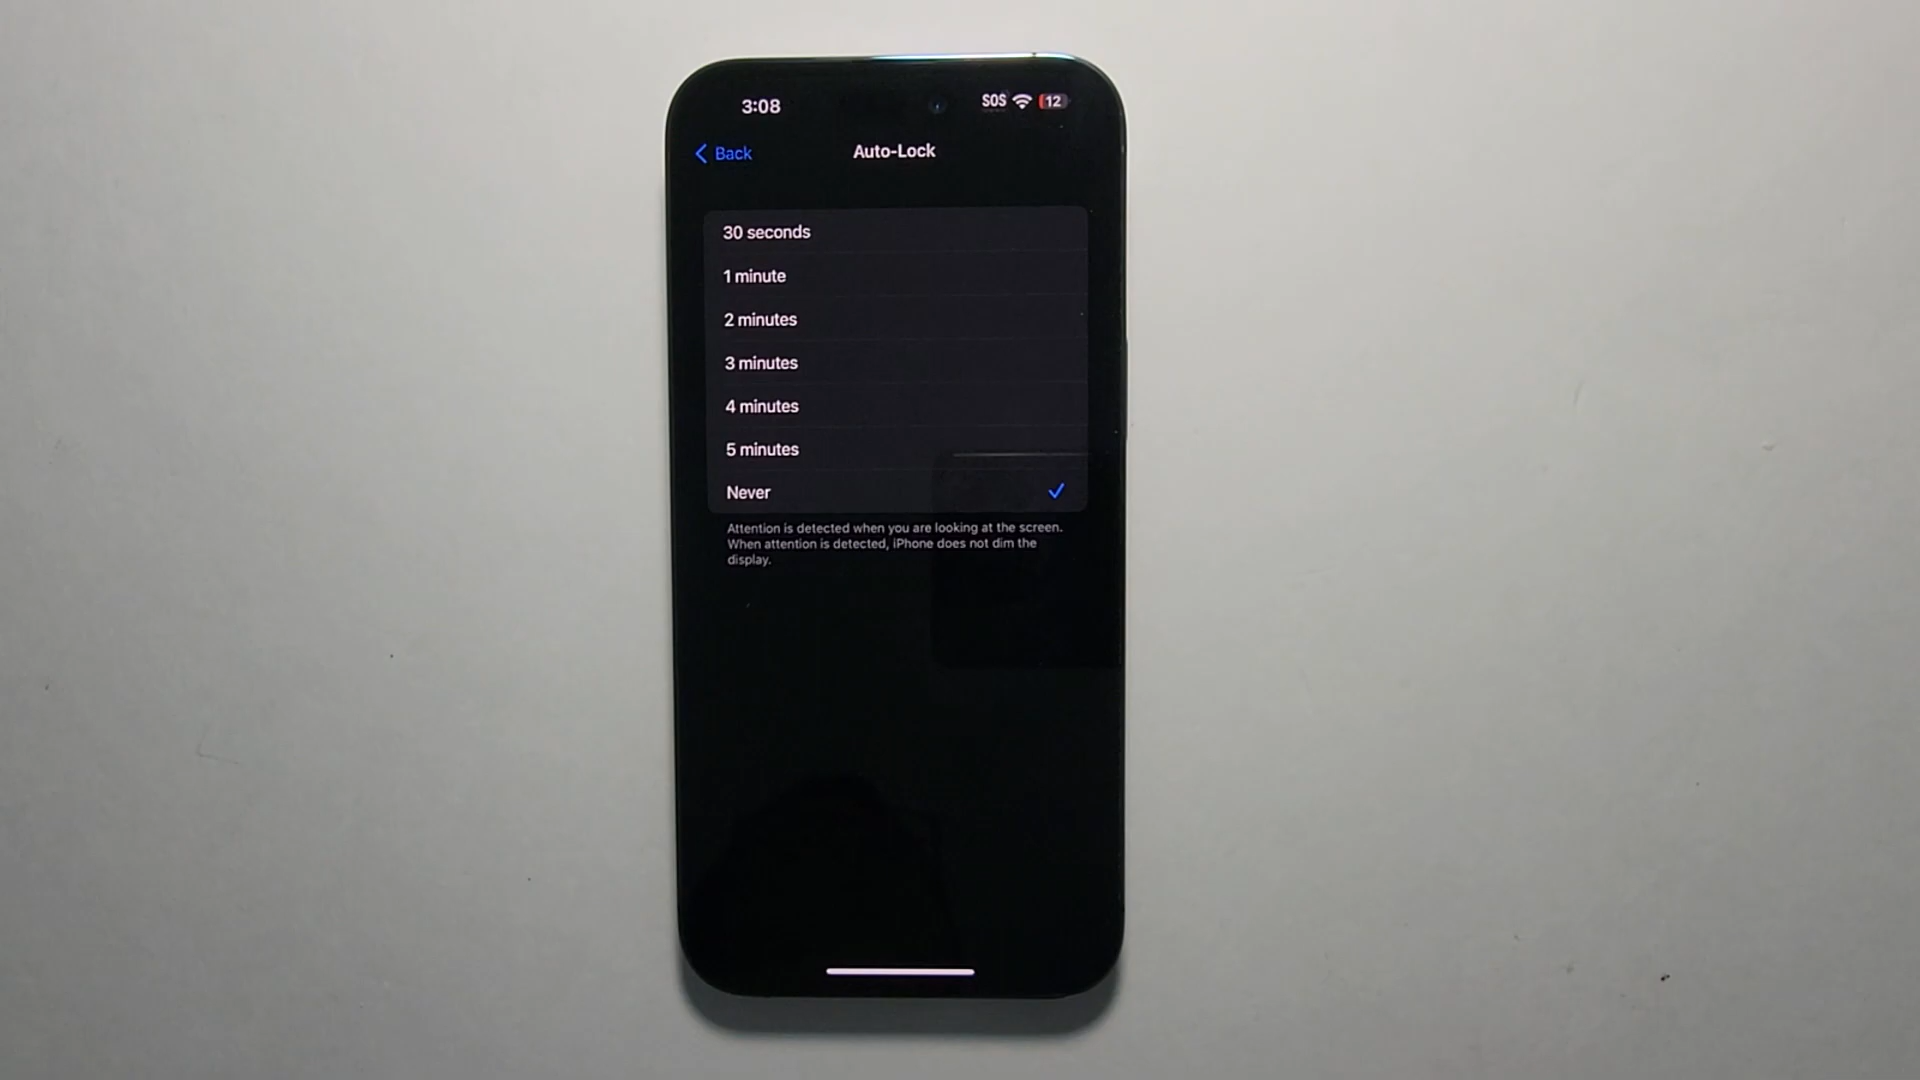 3:08
SOS 12
Back
Auto-Lock
30 seconds
1 minute
2 minutes
3 minutes
4 minutes
5 minutes
Never
Attention is detected when you are looking at the screen.
When attention is detected, iPhone does not dim the
display.